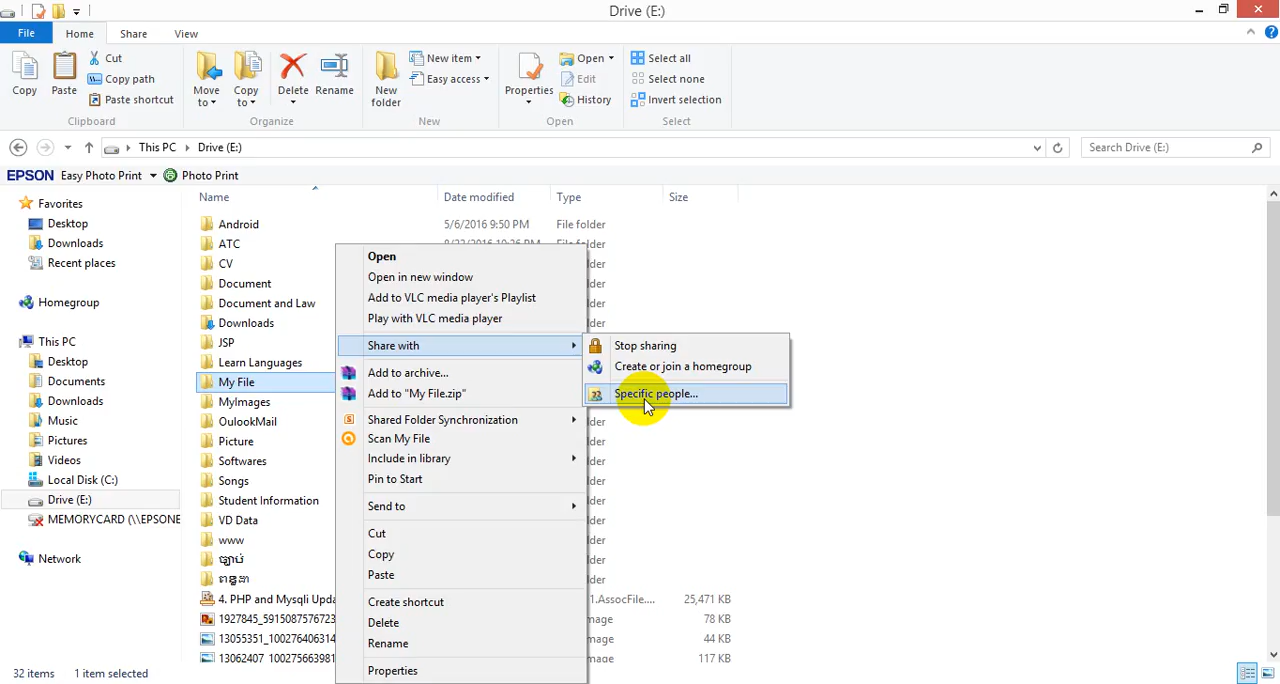 Drive (E:)
File Home Share View
Copy
Paste
Cut
Copy path
Paste shortcut
Clipboard
Move to
Copy to
Delete
Rename
Organize
New folder
New item
Easy access
New
Properties
Open
Edit
History
Open
Select all
Select none
Invert selection
Select
This PC Drive (E:)
Search Drive (E:)
EPSON Easy Photo Print Photo Print
Favorites
Desktop
Downloads
Recent places
Homegroup
This PC
Desktop
Documents
Downloads
Music
Pictures
Videos
Local Disk (C:)
Drive (E:)
MEMORYCARD (\\EPSONE
Network
Name Date modified Type Size
Android 5/6/2016 9:50 PM File folder
ATC
CV
Document
Document and Law
Downloads
JSP
Learn Languages
My File
MyImages
OulookMail
Picture
Softwares
Songs
Student Information
VD Data
www
ច្បាប់
4. PHP and Mysqli Upda 1.AssocFile.... 25,471 KB
1927845_5915087576723 78 KB
13055351_100276406314 44 KB
13062407_100275663981 117 KB
Open
Open in new window
Add to VLC media player's Playlist
Play with VLC media player
Share with
Add to archive...
Add to "My File.zip"
Shared Folder Synchronization
Scan My File
Include in library
Pin to Start
Send to
Cut
Copy
Paste
Create shortcut
Delete
Rename
Properties
Stop sharing
Create or join a homegroup
Specific people...
32 items 1 item selected